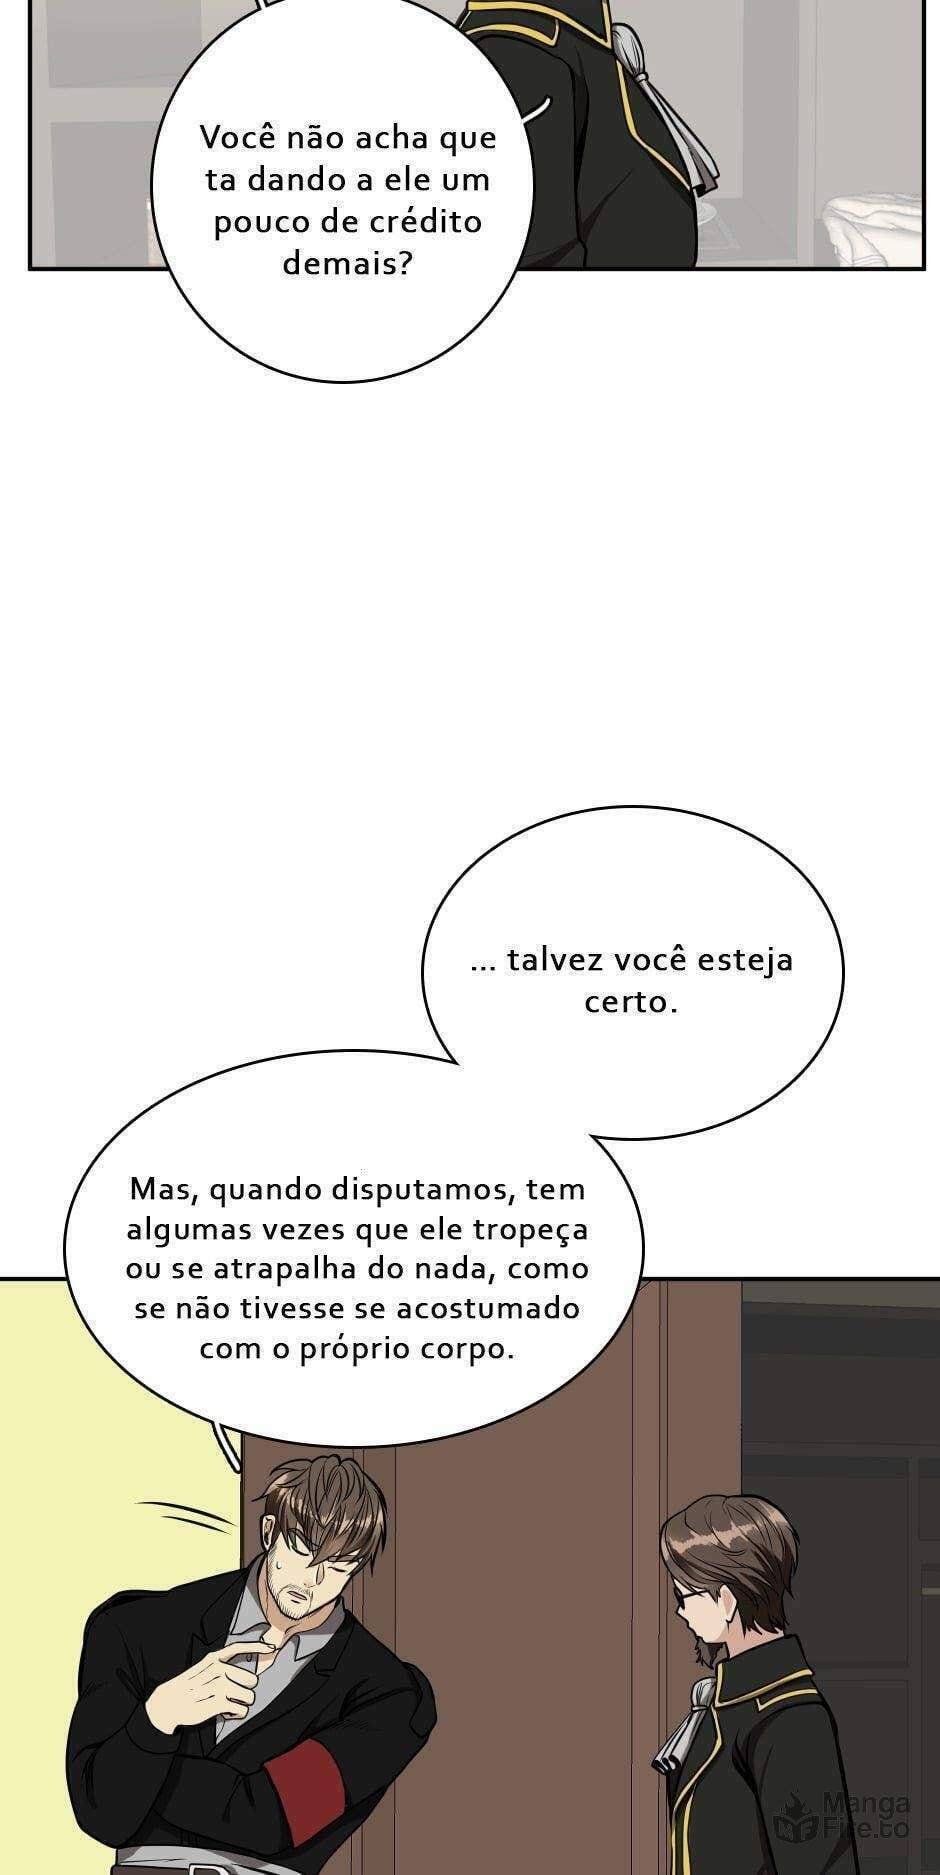 Você não acha que
ta dando a ele um
pouco de crédito
demais?
... talvez você esteja
certo.
Mas, quando disputamos, tem
algumas vezes que ele tropeça
ou se atrapalha do nada, como
se não tivesse se acostumado
com o próprio corpo.
Manga
MF Fire.to